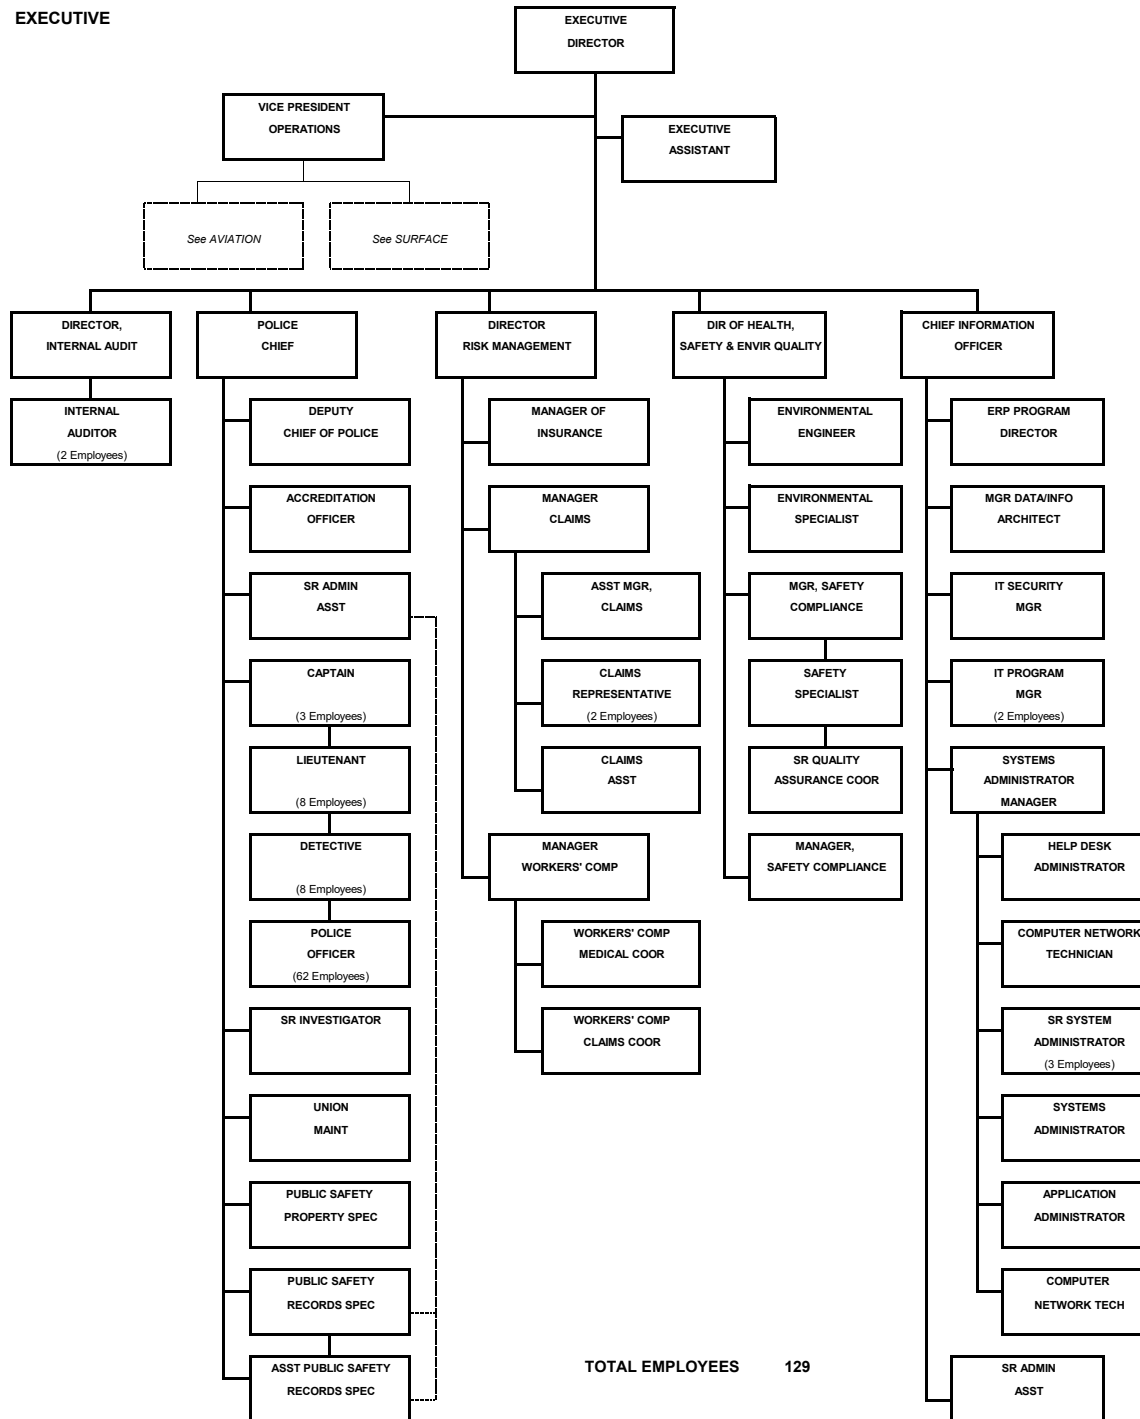 EXECUTIVE
EXECUTIVE
DIRECTOR
VICE PRESIDENT
OPERATIONS
EXECUTIVE
ASSISTANT
See AVIATION
See SURFACE
DIRECTOR,
INTERNAL AUDIT
INTERNAL
AUDITOR
(2 Employees)
POLICE
CHIEF
DEPUTY
CHIEF OF POLICE
ACCREDITATION
OFFICER
SR ADMIN
ASST
CAPTAIN
(3 Employees)
LIEUTENANT
(8 Employees)
DETECTIVE
(8 Employees)
POLICE
OFFICER
(62 Employees)
SR INVESTIGATOR
UNION
MAINT
PUBLIC SAFETY
PROPERTY SPEC
PUBLIC SAFETY
RECORDS SPEC
ASST PUBLIC SAFETY
RECORDS SPEC
DIRECTOR
RISK MANAGEMENT
MANAGER OF
INSURANCE
MANAGER
CLAIMS
ASST MGR,
CLAIMS
CLAIMS
REPRESENTATIVE
(2 Employees)
CLAIMS
ASST
MANAGER
WORKERS' COMP
WORKERS' COMP
MEDICAL COOR
WORKERS' COMP
CLAIMS COOR
DIR OF HEALTH,
SAFETY & ENVIR QUALITY
ENVIRONMENTAL
ENGINEER
ENVIRONMENTAL
SPECIALIST
MGR, SAFETY
COMPLIANCE
SAFETY
SPECIALIST
SR QUALITY
ASSURANCE COOR
MANAGER,
SAFETY COMPLIANCE
CHIEF INFORMATION
OFFICER
ERP PROGRAM
DIRECTOR
MGR DATA/INFO
ARCHITECT
IT SECURITY
MGR
IT PROGRAM
MGR
(2 Employees)
SYSTEMS
ADMINISTRATOR
MANAGER
HELP DESK
ADMINISTRATOR
COMPUTER NETWORK
TECHNICIAN
SR SYSTEM
ADMINISTRATOR
(3 Employees)
SYSTEMS
ADMINISTRATOR
APPLICATION
ADMINISTRATOR
COMPUTER
NETWORK TECH
SR ADMIN
ASST
TOTAL EMPLOYEES 129